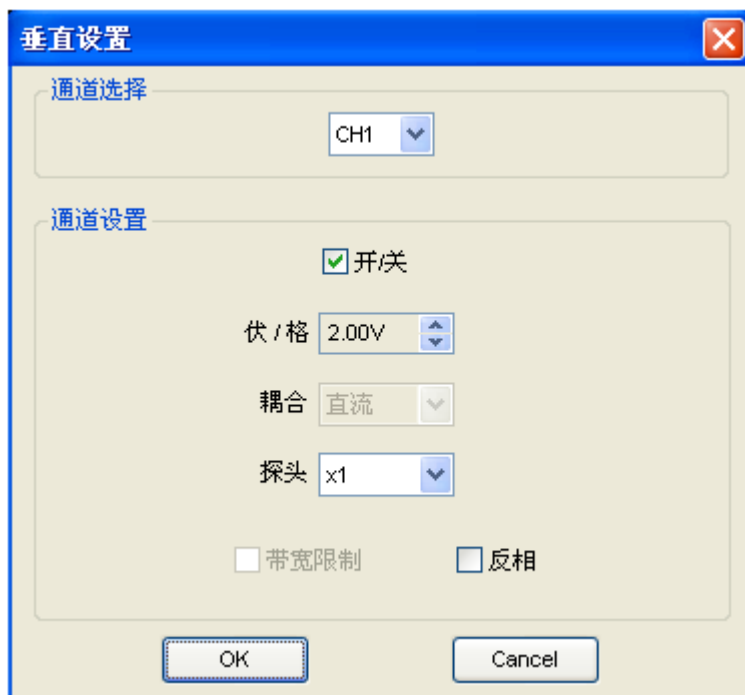 垂直设置
通道选择
CH1
通道设置
开/关
伏 / 格 2.00V
耦合 直流
探头 x1
带宽限制 反相
OK Cancel